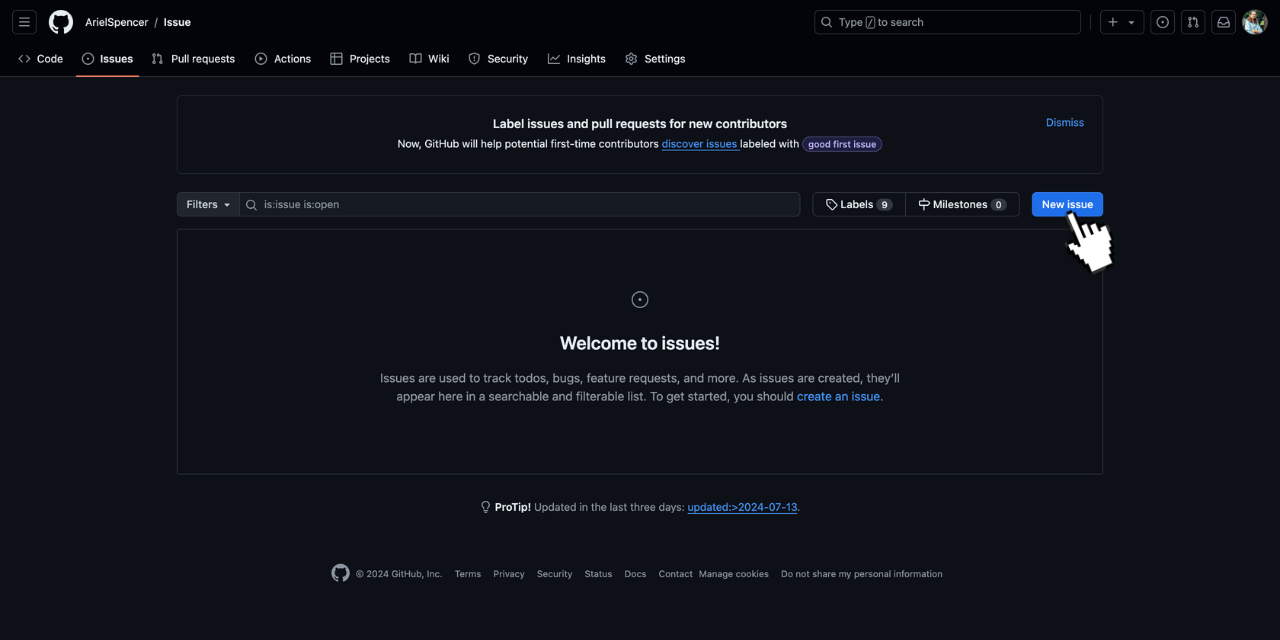 ArielSpencer / Issue
Type / to search
Code Issues Pull requests Actions Projects Wiki Security Insights Settings
Label issues and pull requests for new contributors
Dismiss
Now, GitHub will help potential first-time contributors discover issues labeled with good first issue
Filters is:issue is:open Labels 9 Milestones 0 New issue
Welcome to issues!
Issues are used to track todos, bugs, feature requests, and more. As issues are created, they’ll
appear here in a searchable and filterable list. To get started, you should create an issue.
ProTip! Updated in the last three days: updated:>2024-07-13.
© 2024 GitHub, Inc. Terms Privacy Security Status Docs Contact Manage cookies Do not share my personal information